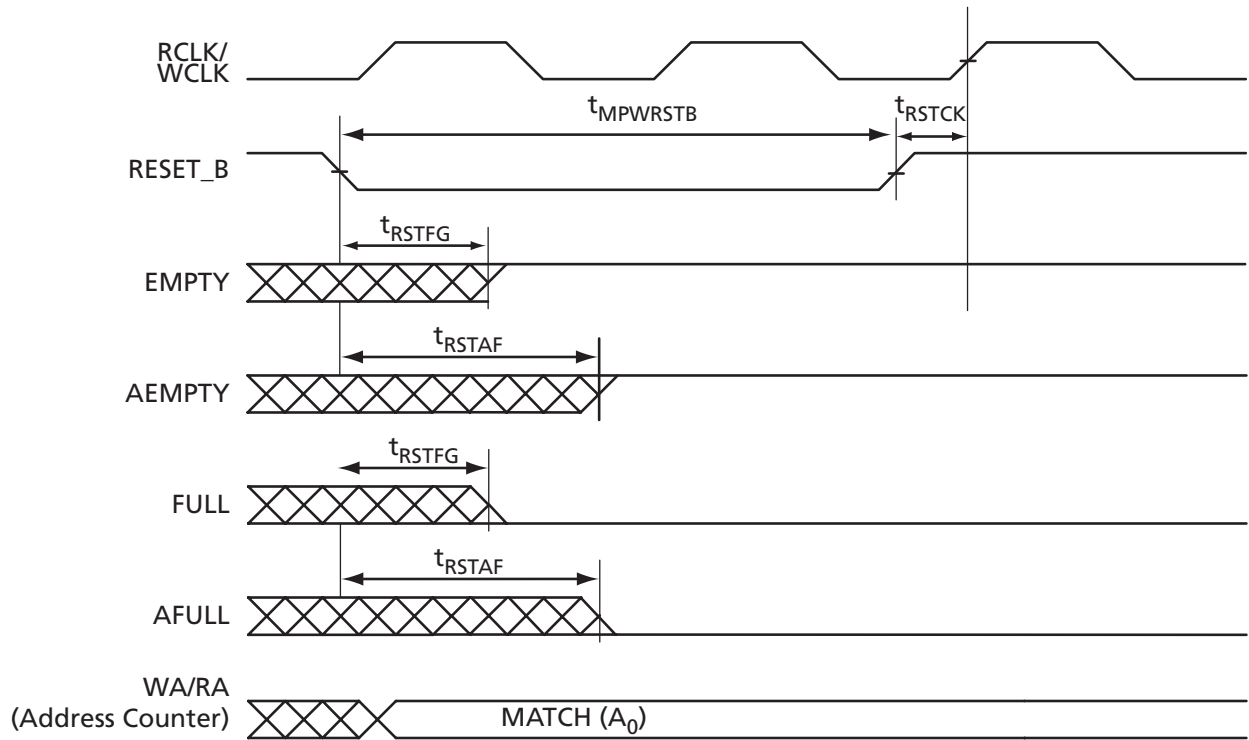 RCLK/
WCLK
tMPWRSTB
tRSTCK
RESET_B
tRSTFG
EMPTY
tRSTAF
AEMPTY
tRSTFG
FULL
tRSTAF
AFULL
WA/RA
(Address Counter)
MATCH (A0)